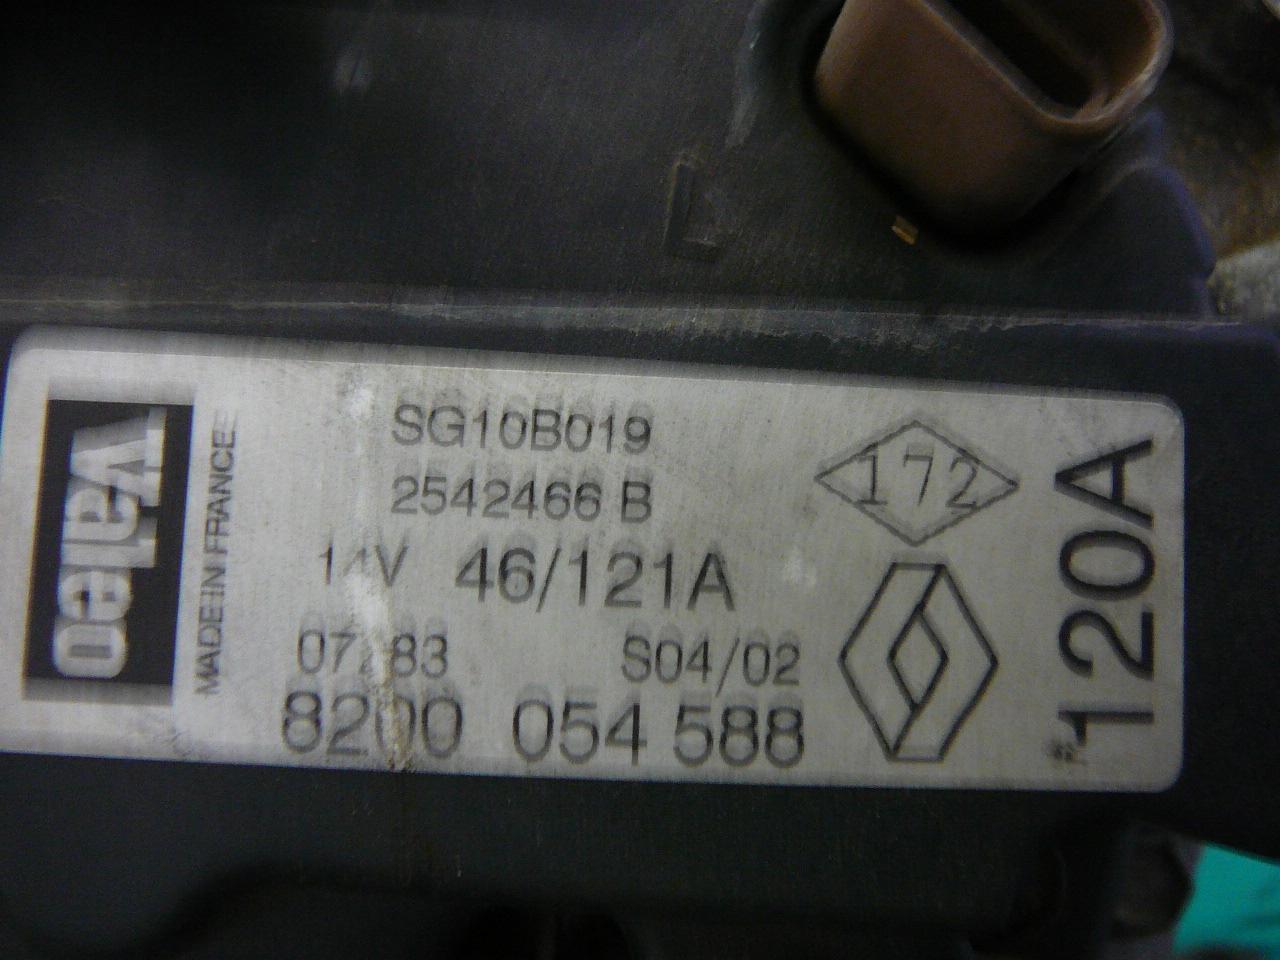 Valeo
MADE IN FRANCE
SG10B019
2542466 B
14V 46/121A
S04/02
8200 054 588
172
120A